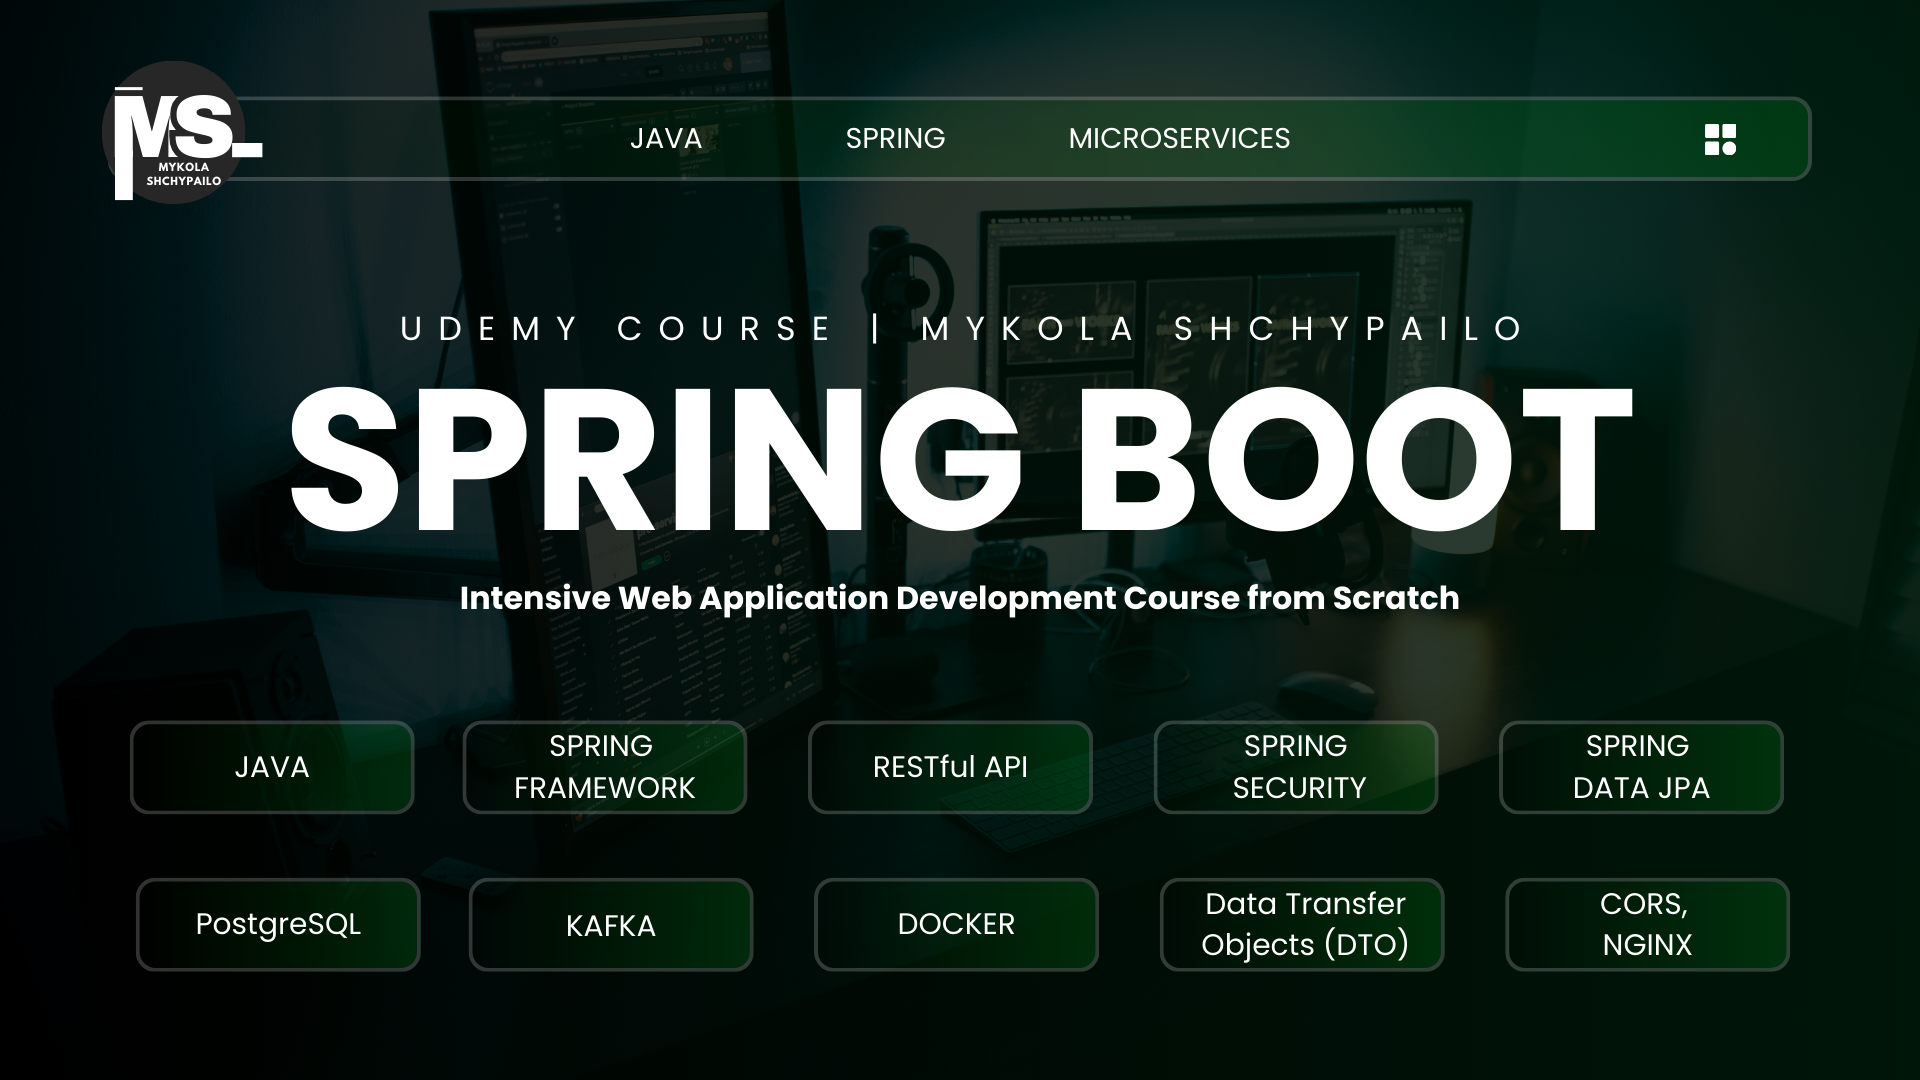 MS_
MYKOLA
SHCHYPAILO
JAVA
SPRING
MICROSERVICES
UDEMY COURSE | MYKOLA SHCHYPAILO
SPRING BOOT
Intensive Web Application Development Course from Scratch
JAVA
SPRING
FRAMEWORK
RESTful API
SPRING
SECURITY
SPRING
DATA JPA
PostgreSQL
KAFKA
DOCKER
Data Transfer
Objects (DTO)
CORS,
NGINX